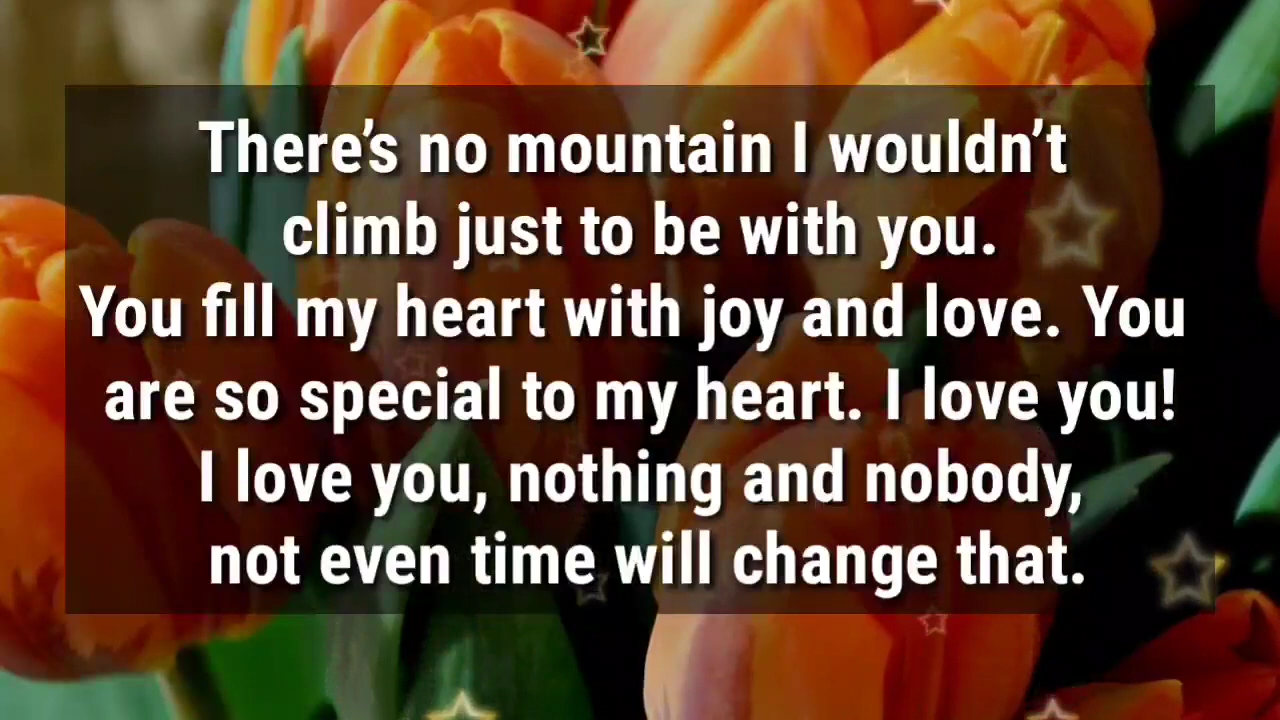 There’s no mountain I wouldn’t
climb just to be with you.
You fill my heart with joy and love. You
are so special to my heart. I love you!
I love you, nothing and nobody,
not even time will change that.